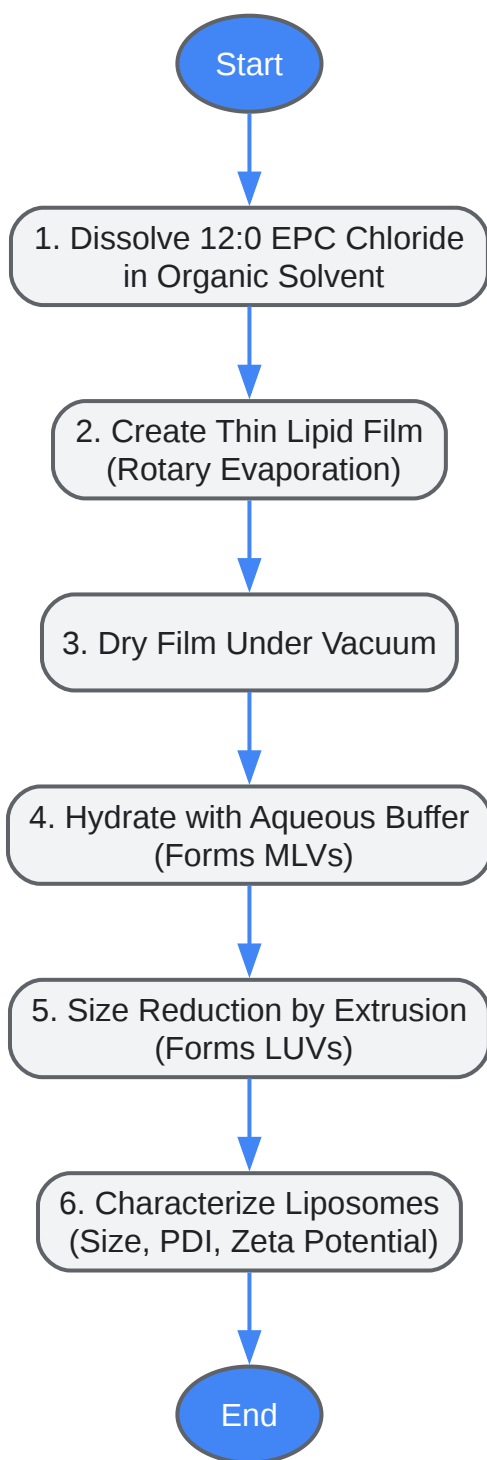 Start
1. Dissolve 12:0 EPC Chloride
in Organic Solvent
2. Create Thin Lipid Film
(Rotary Evaporation)
3. Dry Film Under Vacuum
4. Hydrate with Aqueous Buffer
(Forms MLVs)
5. Size Reduction by Extrusion
(Forms LUVs)
6. Characterize Liposomes
(Size, PDI, Zeta Potential)
End